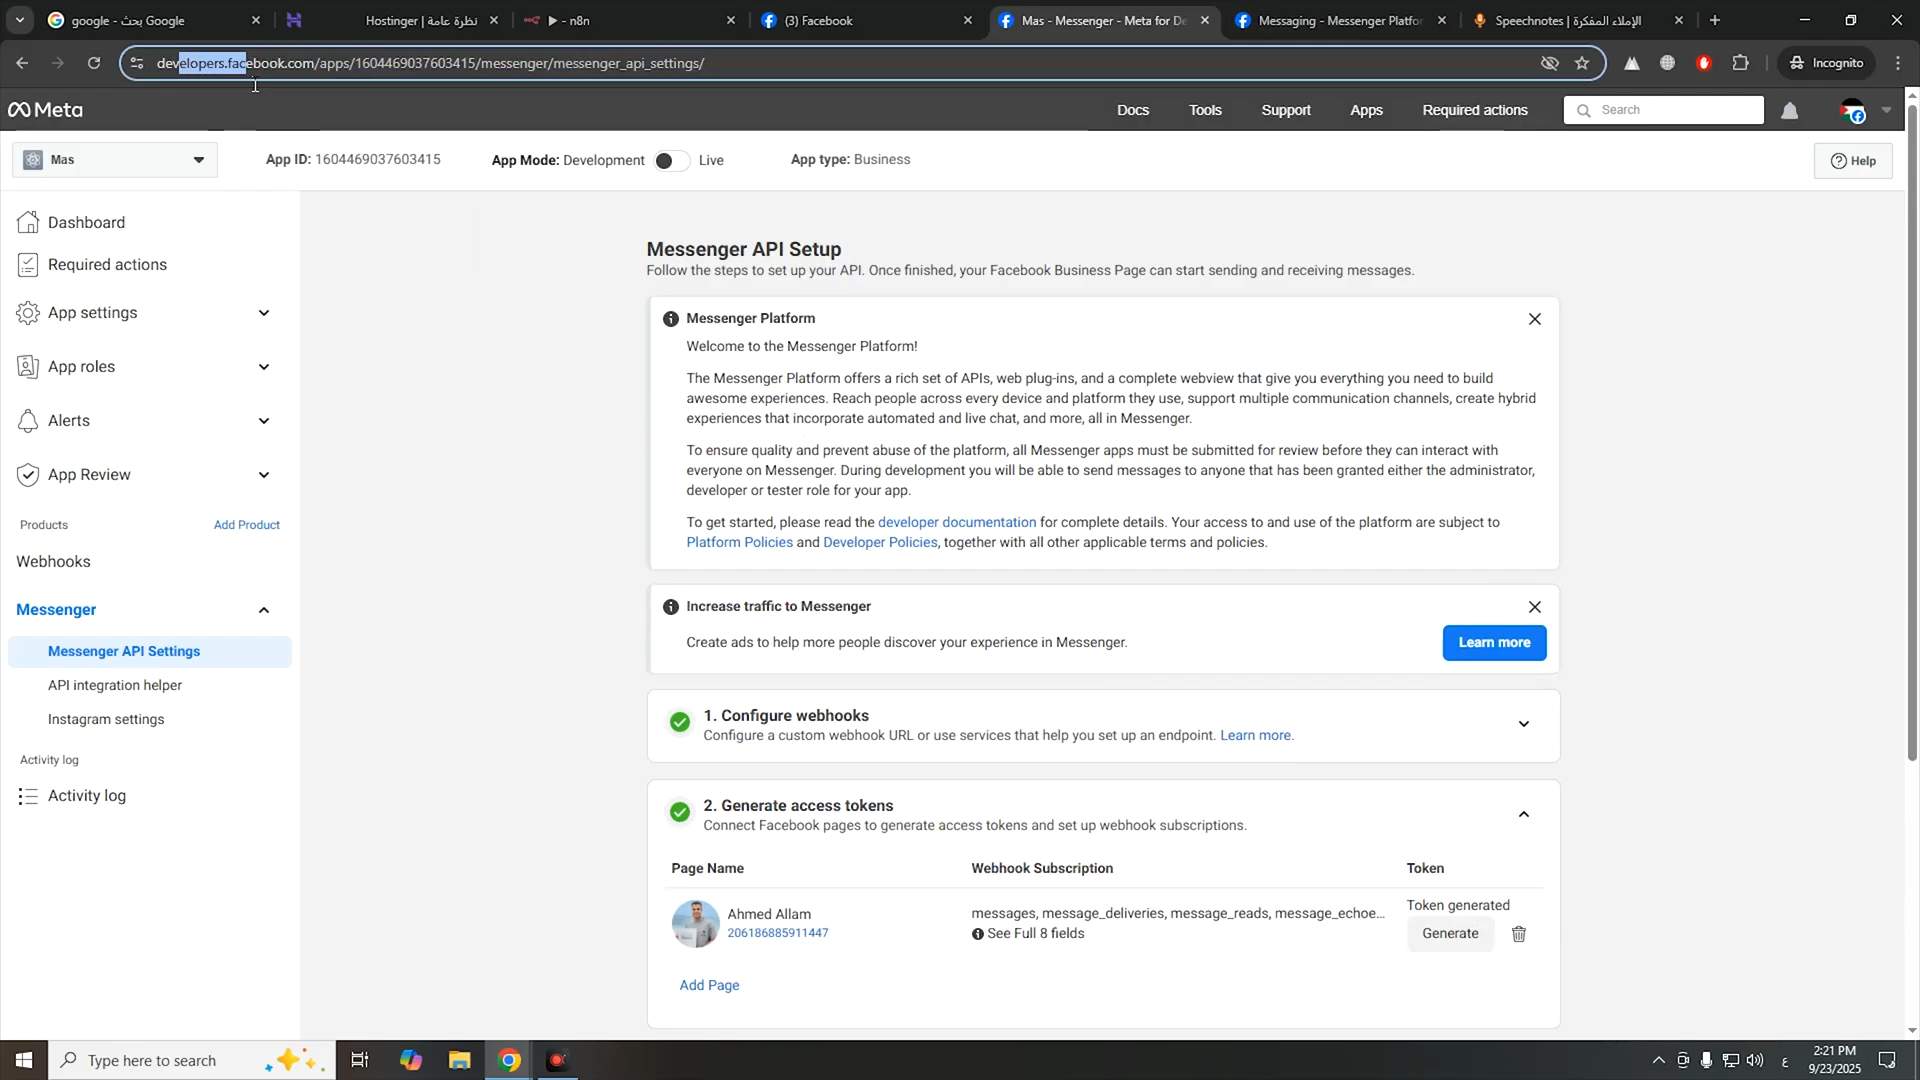 google - بحث Google
Hostinger | نظرة عامة
▶ - n8n
(3) Facebook
Mas - Messenger - Meta for De
Messaging - Messenger Platfor
Speechnotes | الإملاء المفكرة
developers.facebook.com/apps/1604469037603415/messenger/messenger_api_settings/
Incognito
Meta
Docs
Tools
Support
Apps
Required actions
Search
Mas
App ID: 1604469037603415
App Mode: Development
Live
App type: Business
Help
Dashboard
Required actions
App settings
App roles
Alerts
App Review
Products
Add Product
Webhooks
Messenger
Messenger API Settings
API integration helper
Instagram settings
Activity log
Activity log
Messenger API Setup
Follow the steps to set up your API. Once finished, your Facebook Business Page can start sending and receiving messages.
Messenger Platform
Welcome to the Messenger Platform!
The Messenger Platform offers a rich set of APIs, web plug-ins, and a complete webview that give you everything you need to build
awesome experiences. Reach people across every device and platform they use, support multiple communication channels, create hybrid
experiences that incorporate automated and live chat, and more, all in Messenger.
To ensure quality and prevent abuse of the platform, all Messenger apps must be submitted for review before they can interact with
everyone on Messenger. During development you will be able to send messages to anyone that has been granted either the administrator,
developer or tester role for your app.
To get started, please read the developer documentation for complete details. Your access to and use of the platform are subject to
Platform Policies and Developer Policies, together with all other applicable terms and policies.
Increase traffic to Messenger
Create ads to help more people discover your experience in Messenger.
Learn more
1. Configure webhooks
Configure a custom webhook URL or use services that help you set up an endpoint. Learn more.
2. Generate access tokens
Connect Facebook pages to generate access tokens and set up webhook subscriptions.
Page Name
Webhook Subscription
Token
Ahmed Allam
206186885911447
messages, message_deliveries, message_reads, message_echoe...
See Full 8 fields
Token generated
Generate
Add Page
Type here to search
ع
2:21 PM
9/23/2025